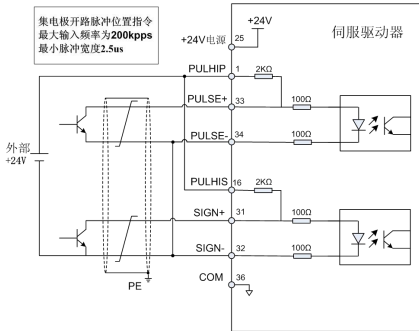 集电极开路脉冲位置指令
最大输入频率为200kpps
最小脉冲宽度2.5us
+24V
伺服驱动器
+24V电源 25
PULHIP 1 2KΩ
PULSE+ 33 100Ω
PULSE- 34 100Ω
外部
+24V
PULHIS 16 2KΩ
SIGN+ 31 100Ω
SIGN- 32 100Ω
COM 36
PE